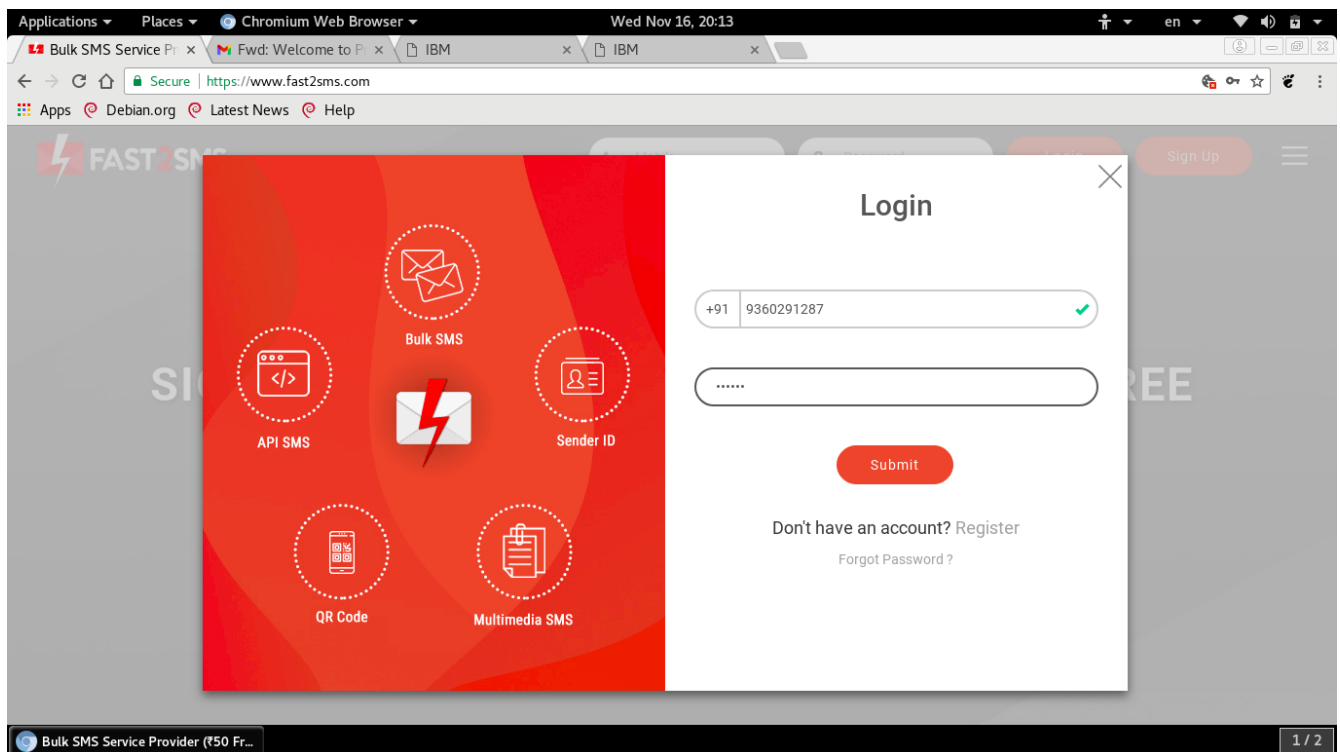 Applications Places Chromium Web Browser Wed Nov 16, 20:13 en
Bulk SMS Service Pr Fwd: Welcome to Pr IBM IBM
Secure https://www.fast2sms.com
Apps Debian.org Latest News Help
FAST2SMS Sign Up
Login
+91 9360291287
Bulk SMS
API SMS
Sender ID
Submit
Don't have an account? Register
Forgot Password ?
QR Code
Multimedia SMS
REE
Bulk SMS Service Provider (₹50 Fr...
1 / 2